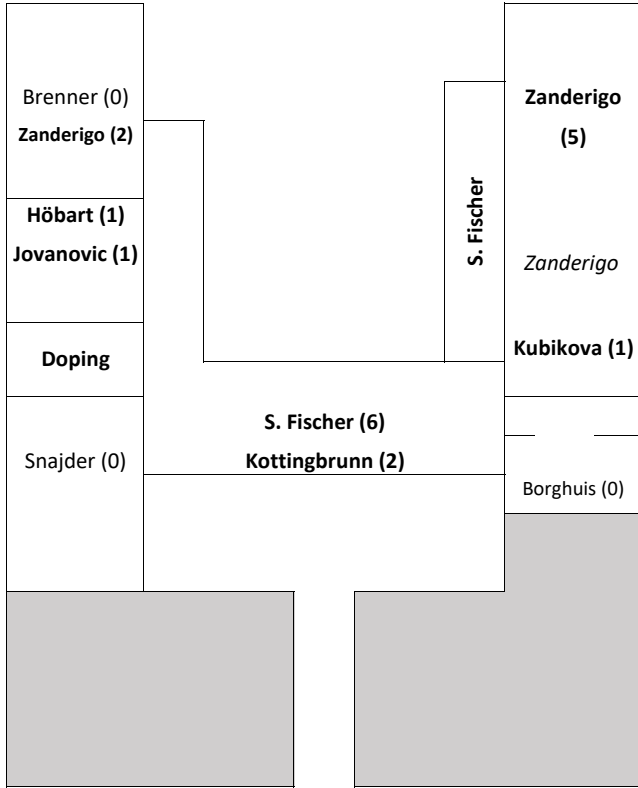 Brenner (0)
Zanderigo (2)
Höbart (1)
Jovanovic (1)
Doping
Snajder (0)
S. Fischer (6)
Kottingbrunn (2)
S. Fischer
Zanderigo
(5)
Zanderigo
Kubikova (1)
Borghuis (0)